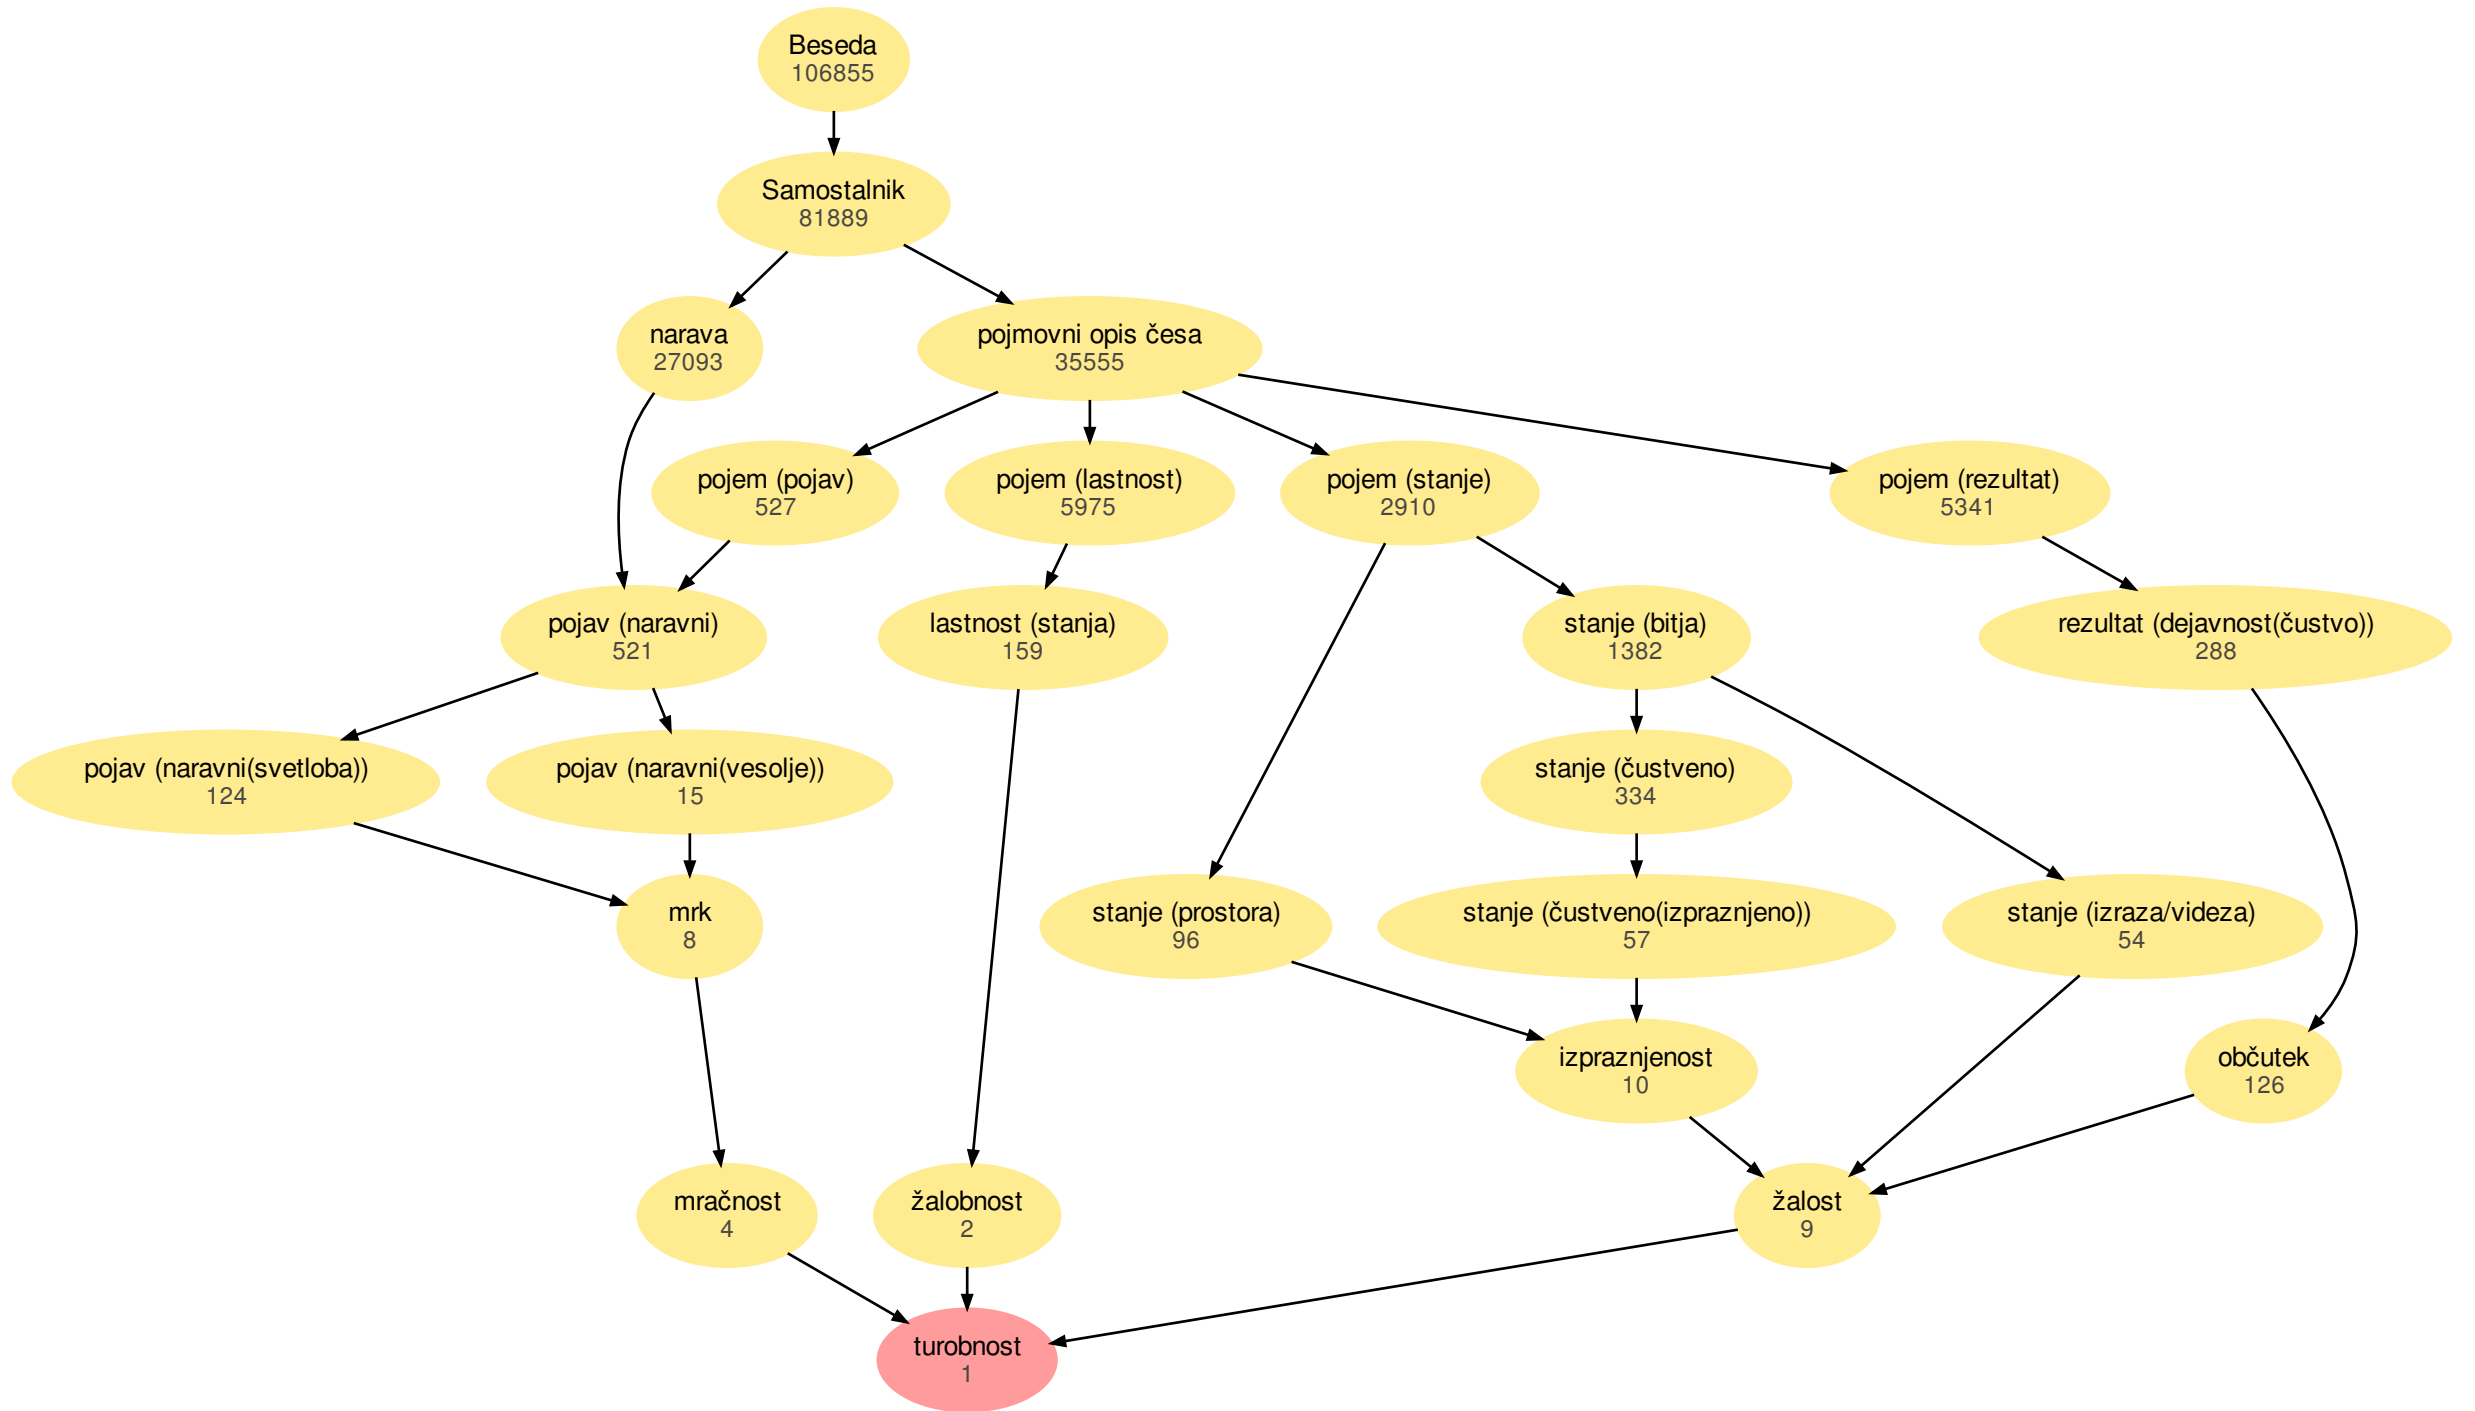 Beseda
106855
Samostalnik
81889
narava
27093
pojmovni opis česa
35555
pojem (pojav)
527
pojem (lastnost)
5975
pojem (stanje)
2910
pojem (rezultat)
5341
pojav (naravni)
521
lastnost (stanja)
159
stanje (bitja)
1382
rezultat (dejavnost(čustvo))
288
pojav (naravni(svetloba))
124
pojav (naravni(vesolje))
15
stanje (čustveno)
334
mrk
8
stanje (prostora)
96
stanje (čustveno(izpraznjeno))
57
stanje (izraza/videza)
54
izpraznjenost
10
občutek
126
mračnost
4
žalobnost
2
žalost
9
turobnost
1